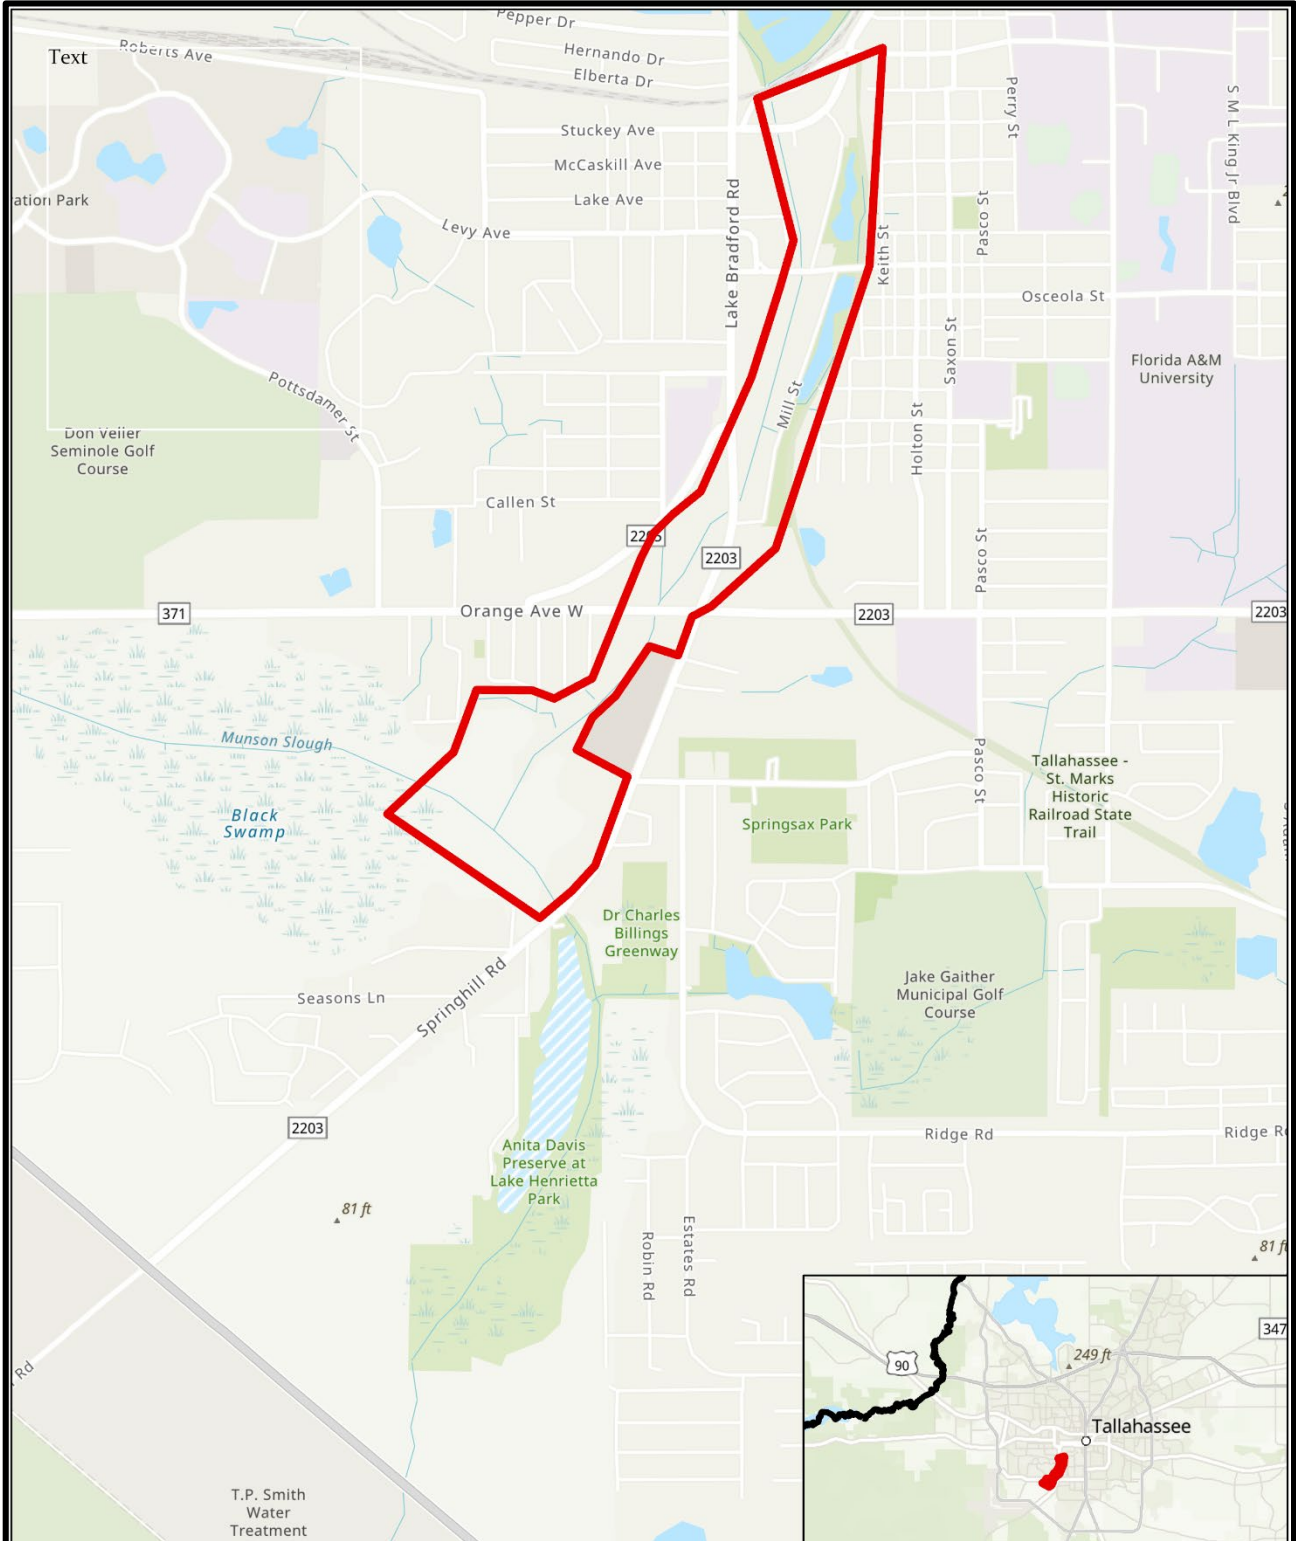 Pepper Dr
Text
Roberts Ave
Hernando Dr
Elberta Dr
Perry St
S M L King Jr Blvd
Stuckey Ave
McCaskill Ave
Lake Ave
ation Park
Levy Ave
Lake Bradford Rd
Keith St
Pasco St
Osceola St
Saxon St
Florida A&M
University
Pottsdamer St
Mill St
Holton St
Don Veller
Seminole Golf
Course
Callen St
2203
Pasco St
371
Orange Ave W
2203
2203
Munson Slough
Black
Swamp
Pasco St
Tallahassee -
St. Marks
Historic
Railroad State
Trail
Springsax Park
Dr Charles
Billings
Greenway
Jake Gaither
Municipal Golf
Course
Seasons Ln
Springhill Rd
2203
Ridge Rd
Ridge R
Anita Davis
Preserve at
Lake Henrietta
Park
81 ft
Robin Rd
Estates Rd
81 ft
347
90
249 ft
Tallahassee
Rd
T.P. Smith
Water
Treatment